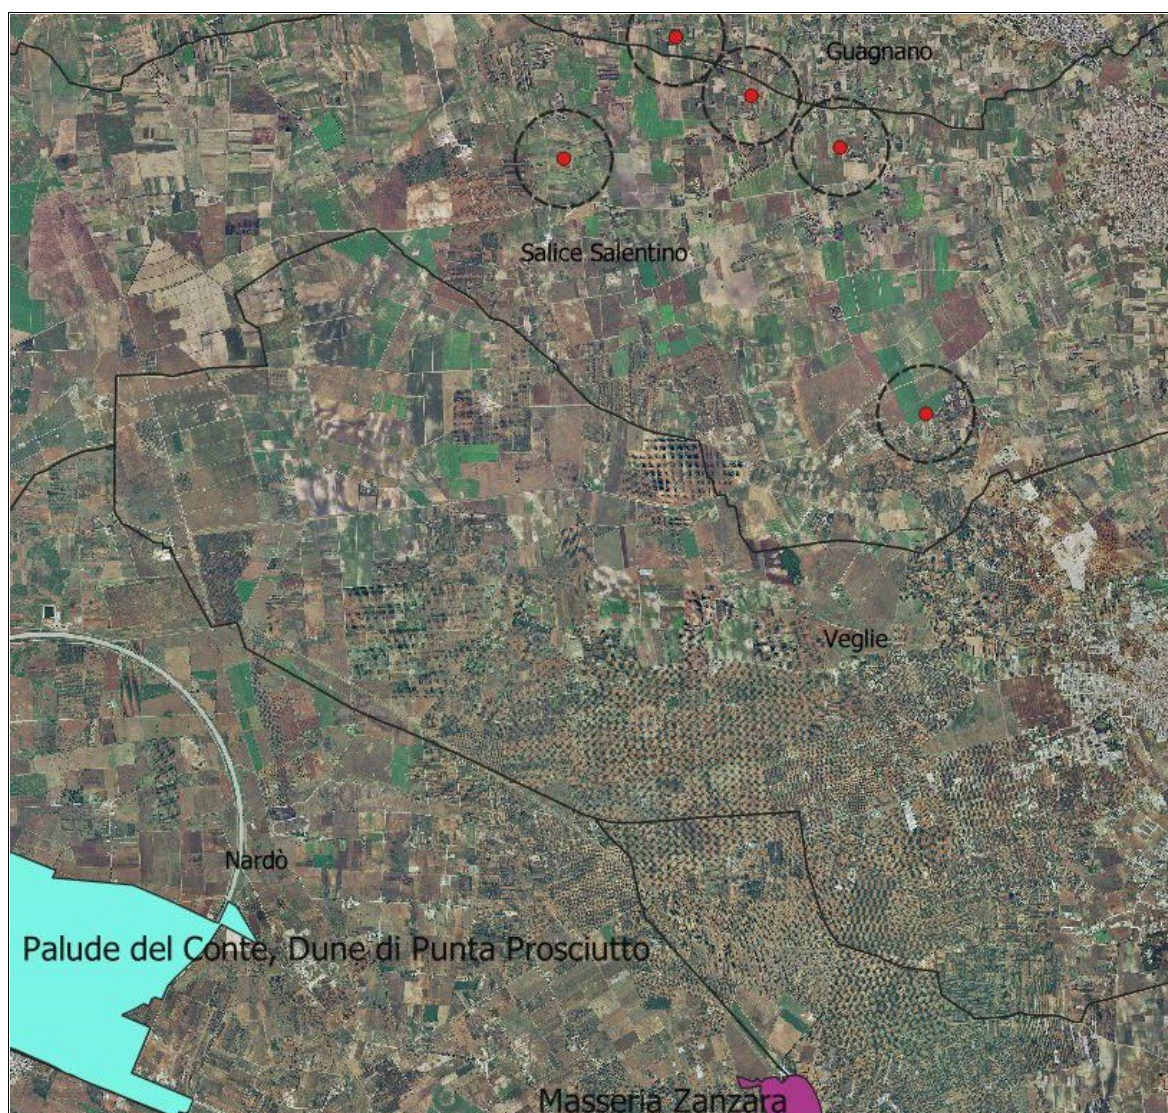 Guagnano
Salice Salentino
Veglie
Nardò
Palude del Conte, Dune di Punta Prosciutto
Masseria Zanzara